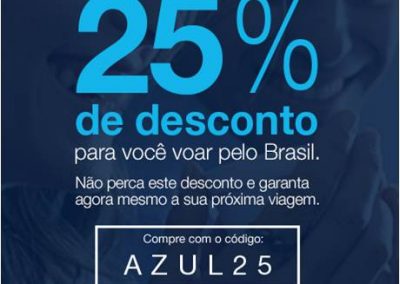 25%
de desconto
para você voar pelo Brasil.
Não perca este desconto e garanta
agora mesmo a sua próxima viagem.
Compre com o código:
AZUL25